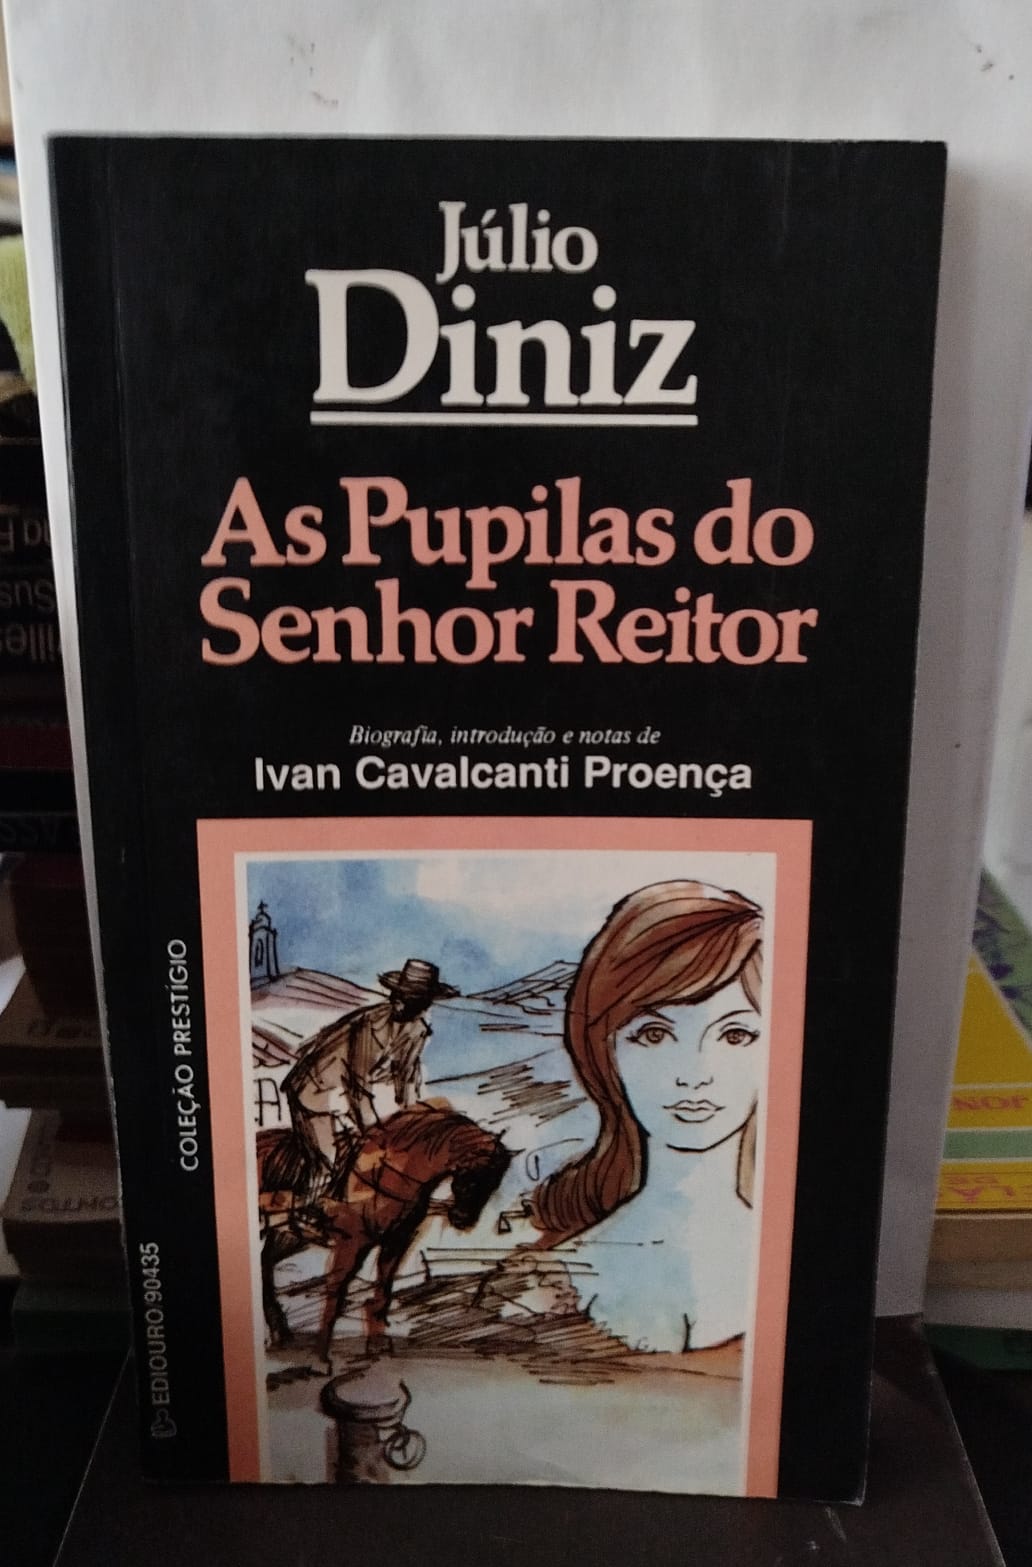 Júlio
Diniz
As Pupilas do
Senhor Reitor
Biografia, introdução e notas de
Ivan Cavalcanti Proença
COLEÇÃO PRESTÍGIO
EDIOURO/90435